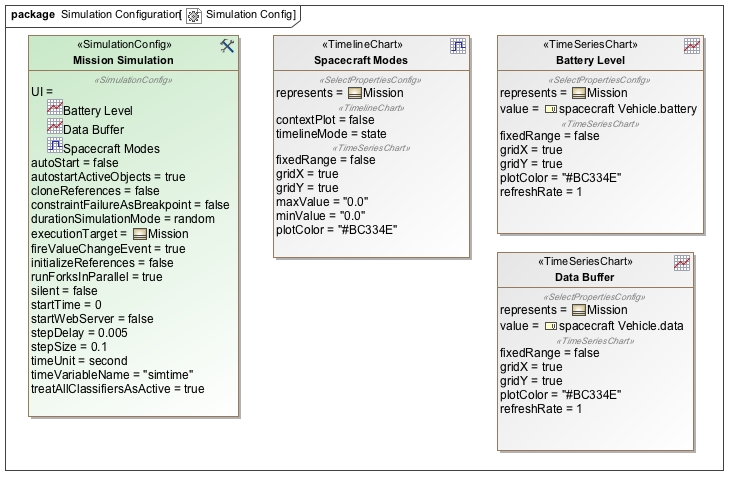 package Simulation Configuration[ Simulation Config]
«SimulationConfig»
Mission Simulation
«SimulationConfig»
UI =
Battery Level
Data Buffer
Spacecraft Modes
autoStart = false
autostartActiveObjects = true
cloneReferences = false
constraintFailureAsBreakpoint = false
durationSimulationMode = random
executionTarget = Mission
fireValueChangeEvent = true
initializeReferences = false
runForksInParallel = true
silent = false
startTime = 0
startWebServer = false
stepDelay = 0.005
stepSize = 0.1
timeUnit = second
timeVariableName = "simtime"
treatAllClassifiersAsActive = true
«TimelineChart»
Spacecraft Modes
«SelectPropertiesConfig»
represents = Mission
«TimelineChart»
contextPlot = false
timelineMode = state
«TimeSeriesChart»
fixedRange = false
gridX = true
gridY = true
maxValue = "0.0"
minValue = "0.0"
plotColor = "#BC334E"
«TimeSeriesChart»
Battery Level
«SelectPropertiesConfig»
represents = Mission
value = spacecraft Vehicle.battery
«TimeSeriesChart»
fixedRange = false
gridX = true
gridY = true
plotColor = "#BC334E"
refreshRate = 1
«TimeSeriesChart»
Data Buffer
«SelectPropertiesConfig»
represents = Mission
value = spacecraft Vehicle.data
«TimeSeriesChart»
fixedRange = false
gridX = true
gridY = true
plotColor = "#BC334E"
refreshRate = 1